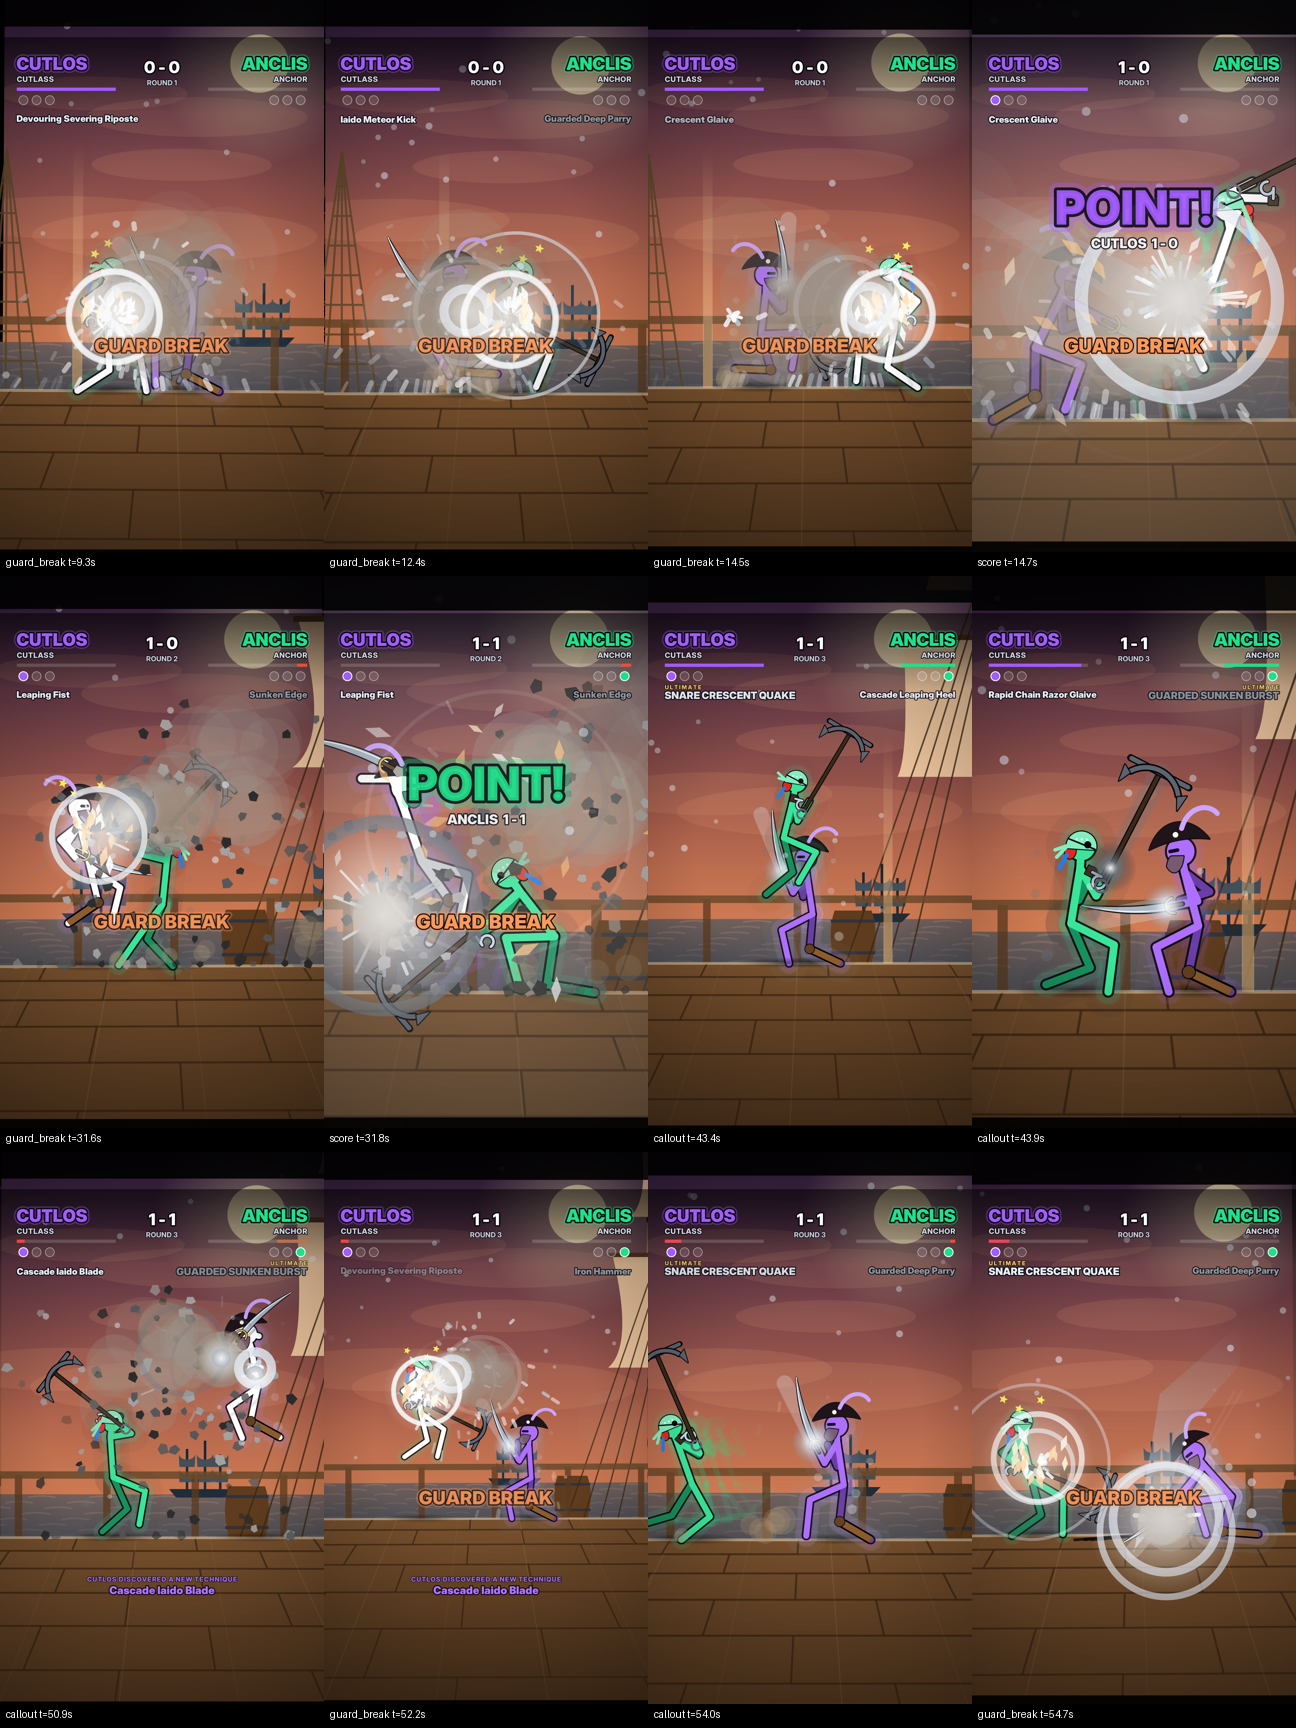 CUTLOS 0-0 ANCLIS
CUTLASS ROUND 1 ANCHOR
Devouring Severing Riposte
GUARD BREAK
guard_break t=9.3s
CUTLOS 0-0 ANCLIS
CUTLASS ROUND 1 ANCHOR
Iaido Meteor Kick Guarded Deep Parry
GUARD BREAK
guard_break t=12.4s
CUTLOS 0-0 ANCLIS
CUTLASS ROUND 1 ANCHOR
Crescent Glaive
GUARD BREAK
guard_break t=14.5s
CUTLOS 1-0 ANCLIS
CUTLASS ROUND 1 ANCHOR
Crescent Glaive
POINT!
CUTLOS 1-0
GUARD BREAK
score t=14.7s
CUTLOS 1-0 ANCLIS
CUTLASS ROUND 2 ANCHOR
Leaping Fist Sunken Edge
GUARD BREAK
guard_break t=31.6s
CUTLOS 1-1 ANCLIS
CUTLASS ROUND 2 ANCHOR
Leaping Fist Sunken Edge
POINT!
ANCLIS 1-1
GUARD BREAK
score t=31.8s
CUTLOS 1-1 ANCLIS
CUTLASS ROUND 3 ANCHOR
ULTIMATE
SNARE CRESCENT QUAKE Cascade Leaping Heel
callout t=43.4s
CUTLOS 1-1 ANCLIS
CUTLASS ROUND 3 ANCHOR
ULTIMATE
Rapid Chain Razor Glaive GUARDED SUNKEN BURST
callout t=43.9s
CUTLOS 1-1 ANCLIS
CUTLASS ROUND 3 ANCHOR
ULTIMATE
Cascade Iaido Blade GUARDED SUNKEN BURST
CUTLOS DISCOVERED A NEW TECHNIQUE
Cascade Iaido Blade
callout t=50.9s
CUTLOS 1-1 ANCLIS
CUTLASS ROUND 3 ANCHOR
Devouring Severing Riposte Iron Hammer
GUARD BREAK
CUTLOS DISCOVERED A NEW TECHNIQUE
Cascade Iaido Blade
guard_break t=52.2s
CUTLOS 1-1 ANCLIS
CUTLASS ROUND 3 ANCHOR
ULTIMATE
SNARE CRESCENT QUAKE Guarded Deep Parry
callout t=54.0s
CUTLOS 1-1 ANCLIS
CUTLASS ROUND 3 ANCHOR
ULTIMATE
SNARE CRESCENT QUAKE Guarded Deep Parry
GUARD BREAK
guard_break t=54.7s